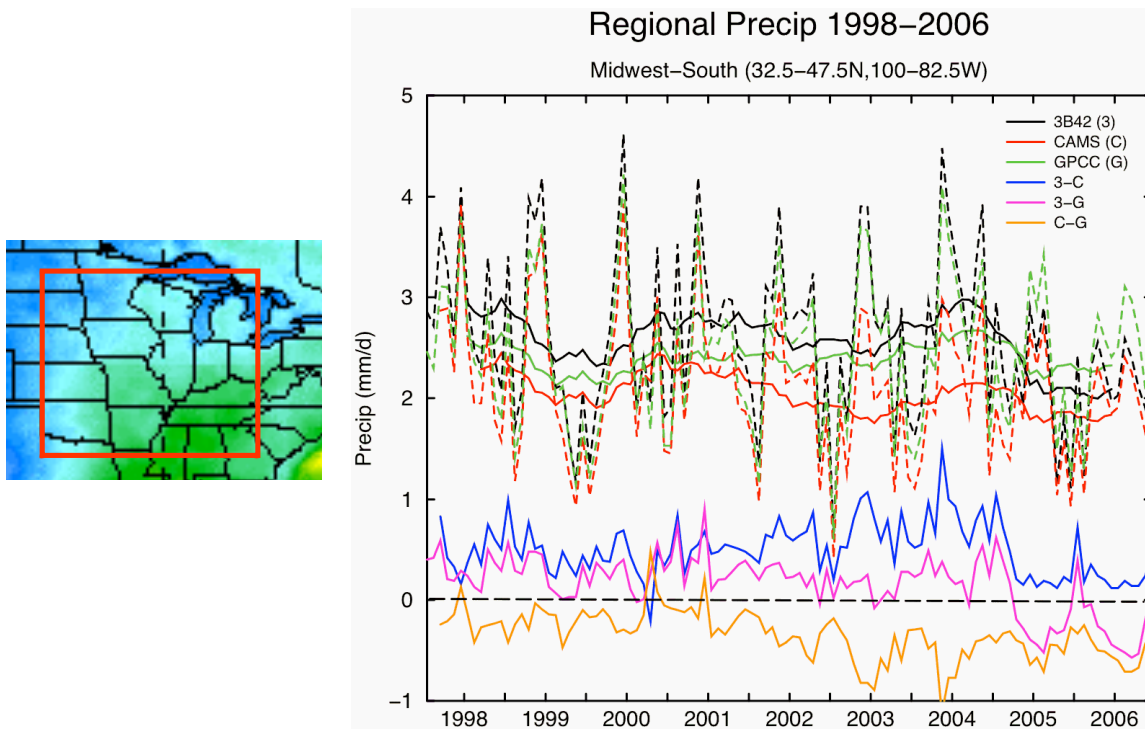 Regional Precip 1998−2006
Midwest−South (32.5−47.5N,100−82.5W)
5
4
3
2
1
0
−1
Precip (mm/d)
3B42 (3)
CAMS (C)
GPCC (G)
3−C
3−G
C−G
1998 1999 2000 2001 2002 2003 2004 2005 2006